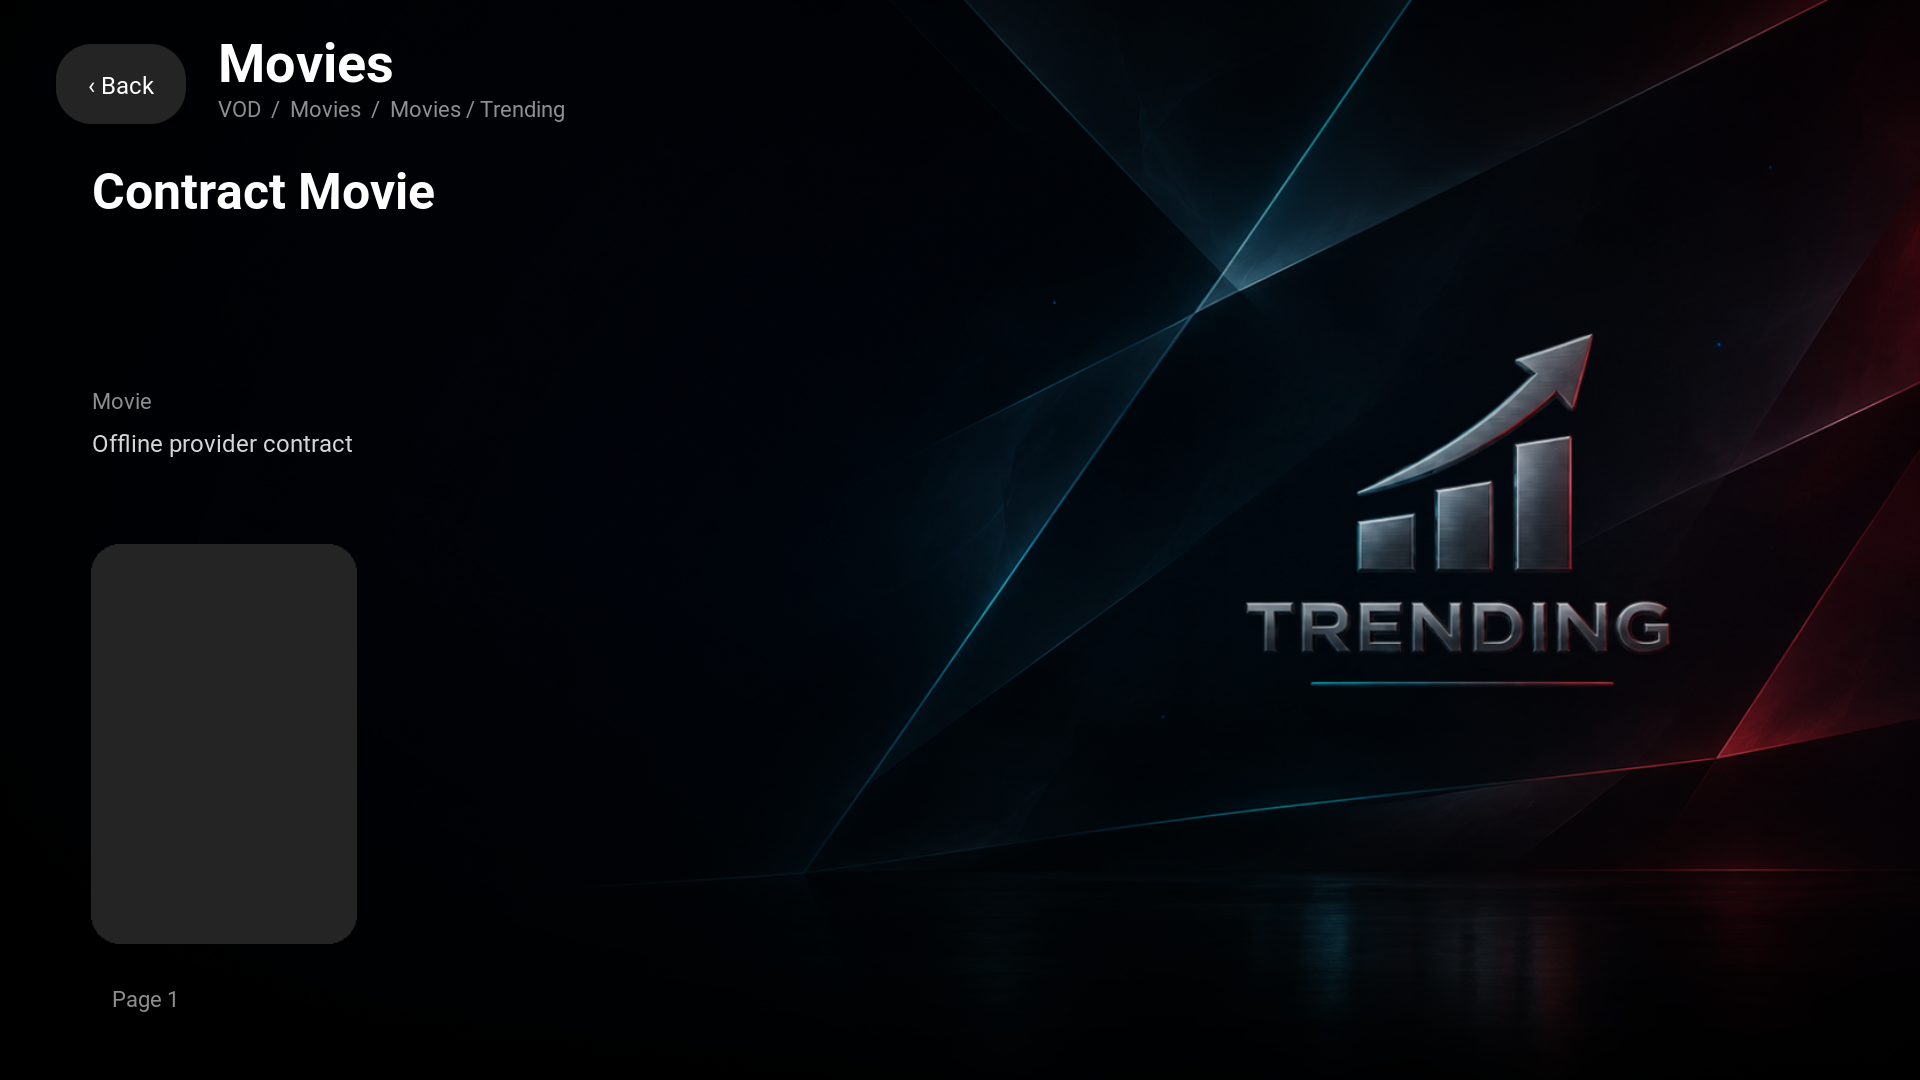 ‹ Back
Movies
VOD / Movies / Movies / Trending
Contract Movie
Movie
Offline provider contract
TRENDING
Page 1